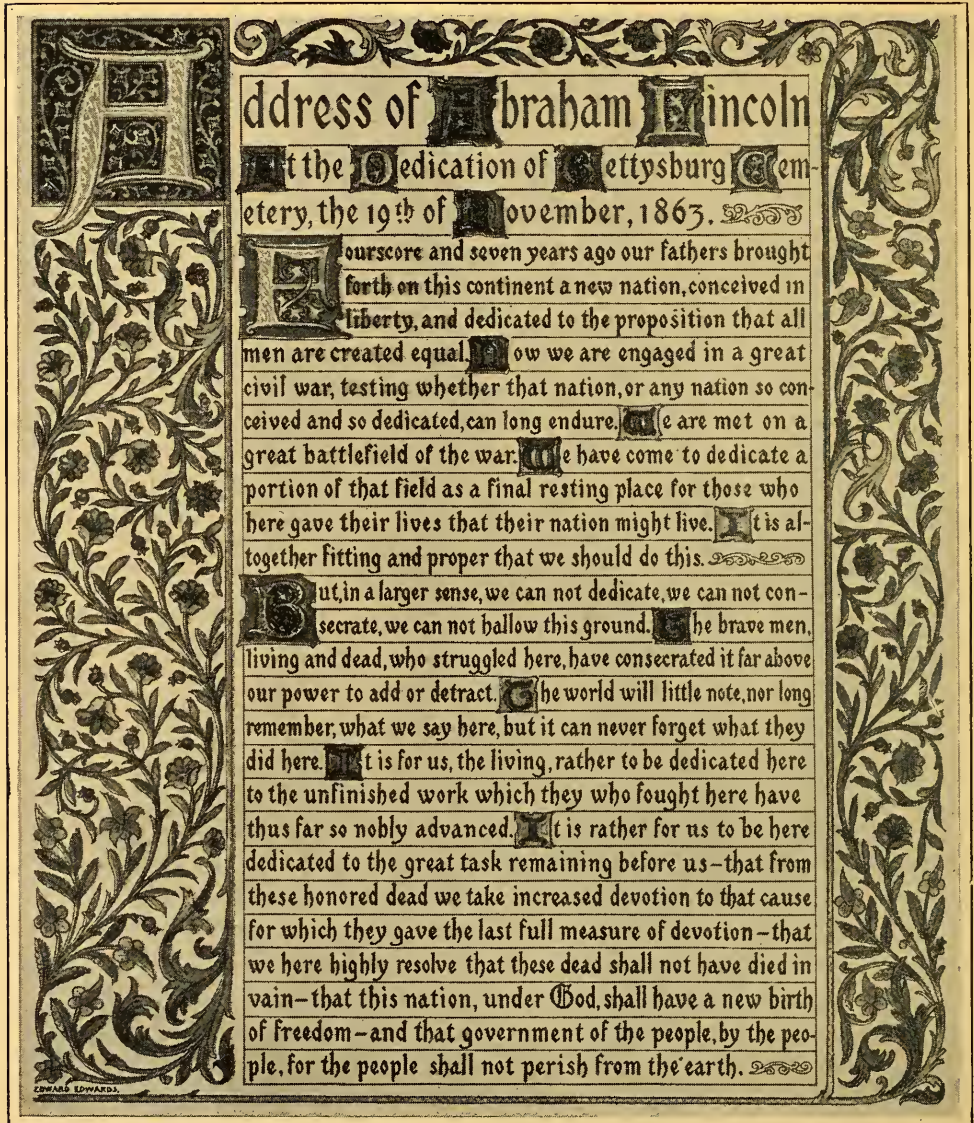 Address of Abraham Lincoln
At the Dedication of Gettysburg Cem-
etery, the 19th of November, 1863.
Fourscore and seven years ago our fathers brought
forth on this continent a new nation, conceived in
liberty, and dedicated to the proposition that all
men are created equal. Now we are engaged in a great
civil war, testing whether that nation, or any nation so con-
ceived and so dedicated, can long endure. We are met on a
great battlefield of the war. We have come to dedicate a
portion of that field as a final resting place for those who
here gave their lives that their nation might live. It is al-
together fitting and proper that we should do this.
But, in a larger sense, we can not dedicate, we can not con-
secrate, we can not hallow this ground. The brave men,
living and dead, who struggled here, have consecrated it far above
our power to add or detract. The world will little note, nor long
remember, what we say here, but it can never forget what they
did here. It is for us, the living, rather to be dedicated here
to the unfinished work which they who fought here have
thus far so nobly advanced. It is rather for us to be here
dedicated to the great task remaining before us—that from
these honored dead we take increased devotion to that cause
for which they gave the last full measure of devotion—that
we here highly resolve that these dead shall not have died in
vain—that this nation, under God, shall have a new birth
of freedom—and that government of the people, by the peo-
ple, for the people shall not perish from the earth.
EDWARD EDWARDS.